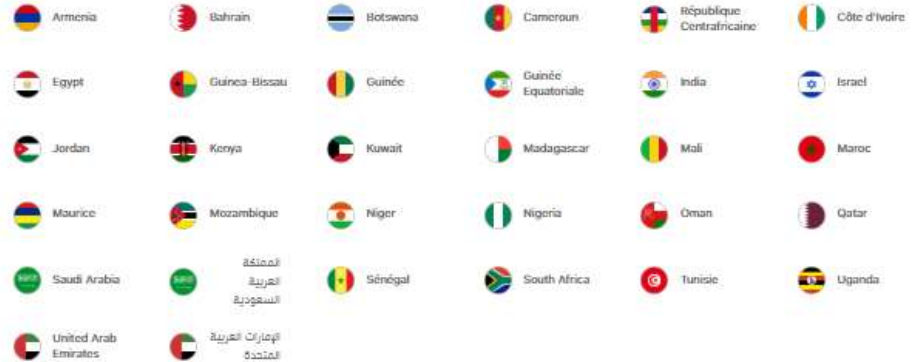 Armenia
Bahrain
Botswana
Cameroun
République
Centrafricaine
Côte d'Ivoire
Egypt
Guinea-Bissau
Guinée
Guinée
Equatoriale
India
Israel
Jordan
Kenya
Kuwait
Madagascar
Mali
Maroc
Maurice
Mozambique
Niger
Nigeria
Oman
Qatar
Saudi Arabia
المملكة
العربية
السعودية
Sénégal
South Africa
Tunisie
Uganda
United Arab
Emirates
الإمارات العربية
المتحدة